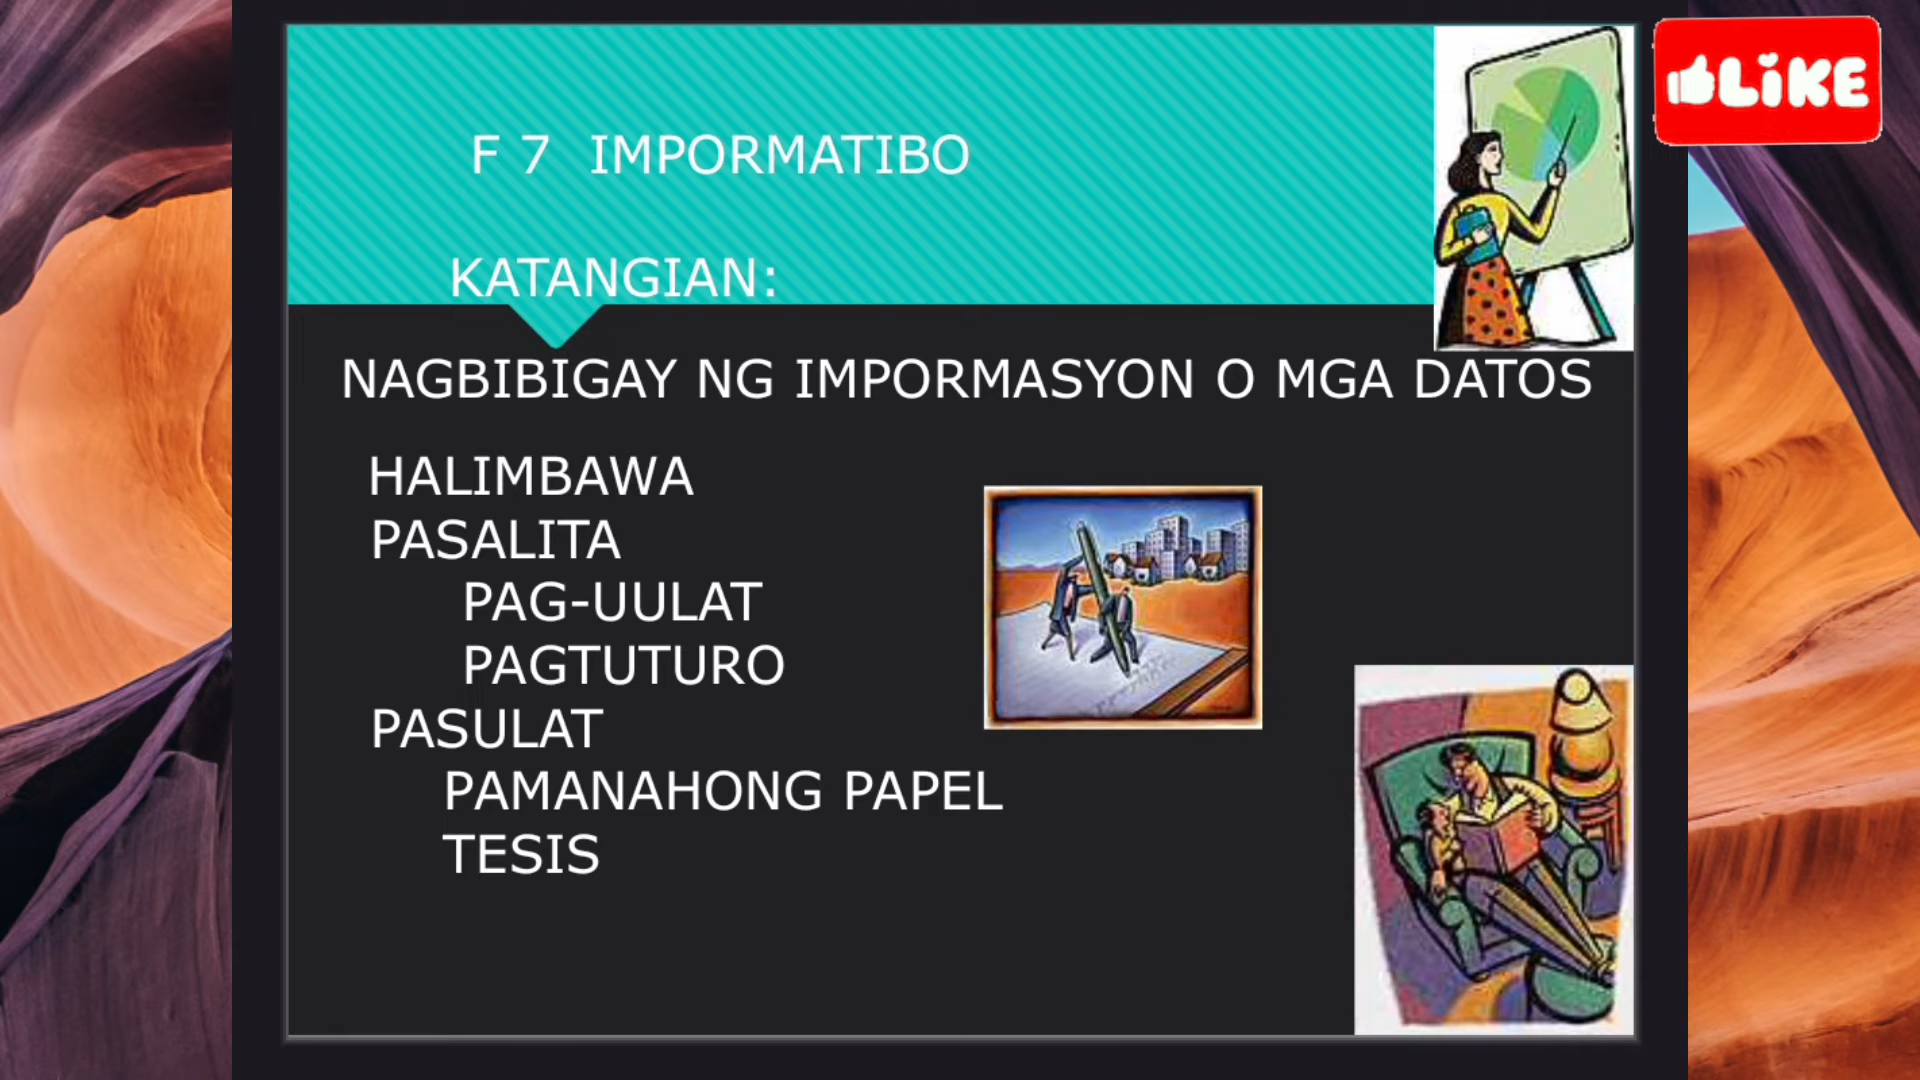 LiKE
F 7 IMPORMATIBO
KATANGIAN:
NAGBIBIGAY NG IMPORMASYON O MGA DATOS
HALIMBAWA
PASALITA
PAG-UULAT
PAGTUTURO
PASULAT
PAMANAHONG PAPEL
TESIS